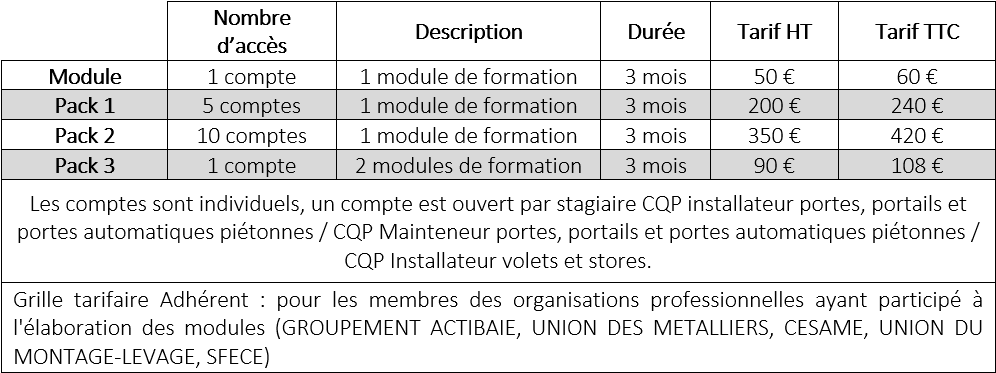 Nombre d’accès Description Durée Tarif HT Tarif TTC
Module 1 compte 1 module de formation 3 mois 50 € 60 €
Pack 1 5 comptes 1 module de formation 3 mois 200 € 240 €
Pack 2 10 comptes 1 module de formation 3 mois 350 € 420 €
Pack 3 1 compte 2 modules de formation 3 mois 90 € 108 €
Les comptes sont individuels, un compte est ouvert par stagiaire CQP installateur portes, portails et
portes automatiques piétonnes / CQP Mainteneur portes, portails et portes automatiques piétonnes /
CQP Installateur volets et stores.
Grille tarifaire Adhérent : pour les membres des organisations professionnelles ayant participé à
l'élaboration des modules (GROUPEMENT ACTIBAIE, UNION DES METALLIERS, CESAME, UNION DU
MONTAGE-LEVAGE, SFECE)